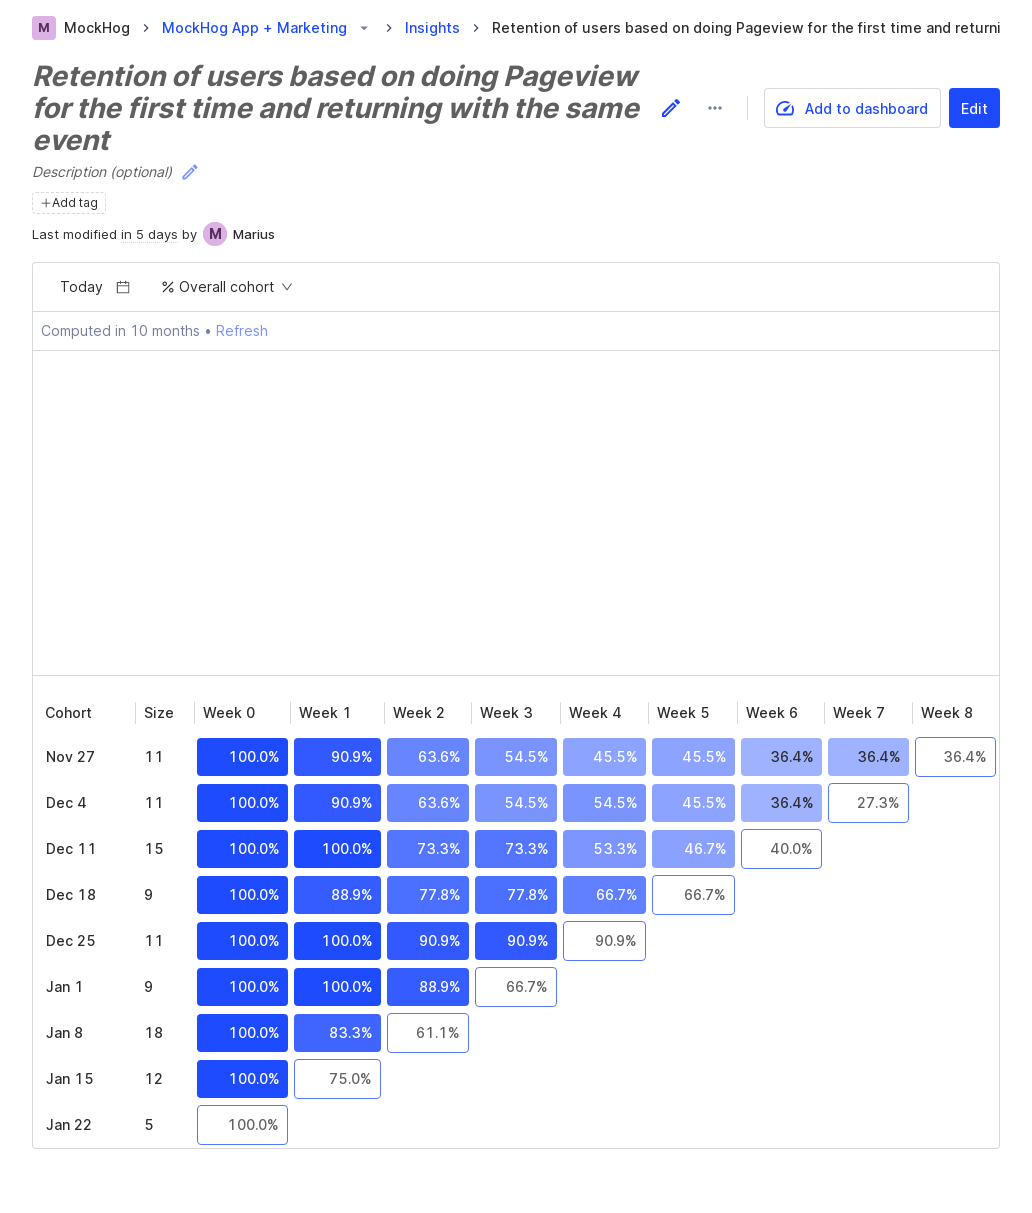 M MockHog > MockHog App + Marketing > Insights > Retention of users based on doing Pageview for the first time and returni
Retention of users based on doing Pageview
for the first time and returning with the same
event
Add to dashboard Edit
Description (optional)
+Add tag
Last modified in 5 days by M Marius
Today % Overall cohort
Computed in 10 months • Refresh
Cohort Size Week 0 Week 1 Week 2 Week 3 Week 4 Week 5 Week 6 Week 7 Week 8
Nov 27 11 100.0% 90.9% 63.6% 54.5% 45.5% 45.5% 36.4% 36.4% 36.4%
Dec 4 11 100.0% 90.9% 63.6% 54.5% 54.5% 45.5% 36.4% 27.3%
Dec 11 15 100.0% 100.0% 73.3% 73.3% 53.3% 46.7% 40.0%
Dec 18 9 100.0% 88.9% 77.8% 77.8% 66.7% 66.7%
Dec 25 11 100.0% 100.0% 90.9% 90.9% 90.9%
Jan 1 9 100.0% 100.0% 88.9% 66.7%
Jan 8 18 100.0% 83.3% 61.1%
Jan 15 12 100.0% 75.0%
Jan 22 5 100.0%